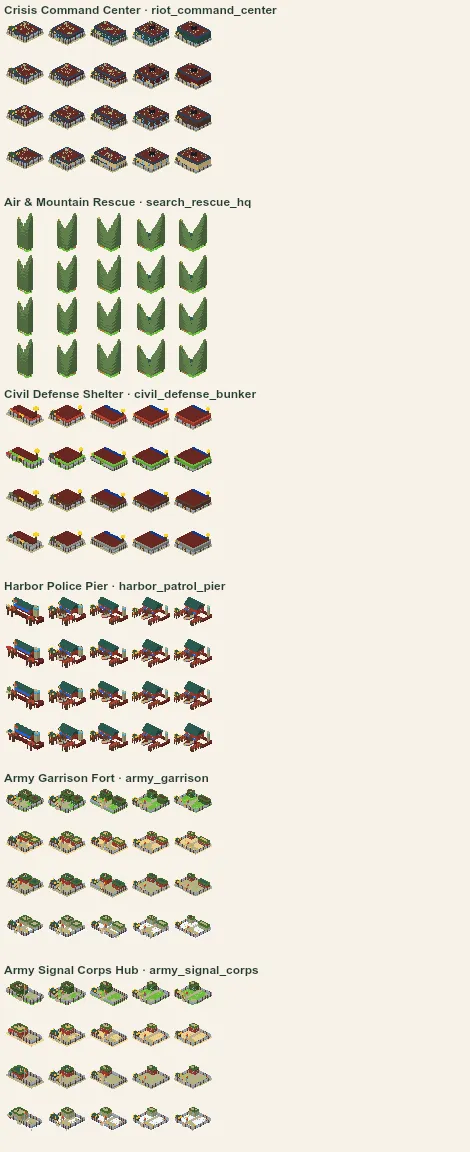 Crisis Command Center · riot_command_center
Air & Mountain Rescue · search_rescue_hq
Civil Defense Shelter · civil_defense_bunker
Harbor Police Pier · harbor_patrol_pier
Army Garrison Fort · army_garrison
Army Signal Corps Hub · army_signal_corps